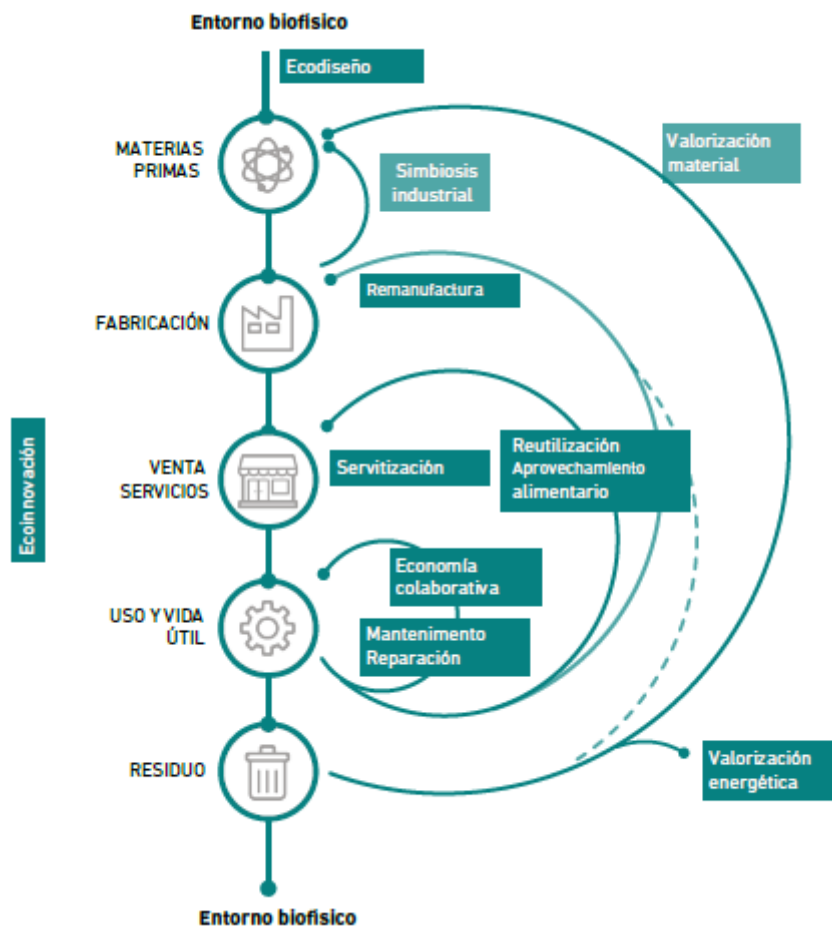 Entorno biofísico
Ecodiseño
MATERIAS
PRIMAS
Simbiosis
industrial
Valorización
material
FABRICACIÓN
Remanufactura
Ecoinnovación
VENTA
SERVICIOS
Servitización
Reutilización
Aprovechamiento
alimentario
USO Y VIDA
ÚTIL
Economía
colaborativa
Mantenimento
Reparación
RESIDUO
Valorización
energética
Entorno biofísico